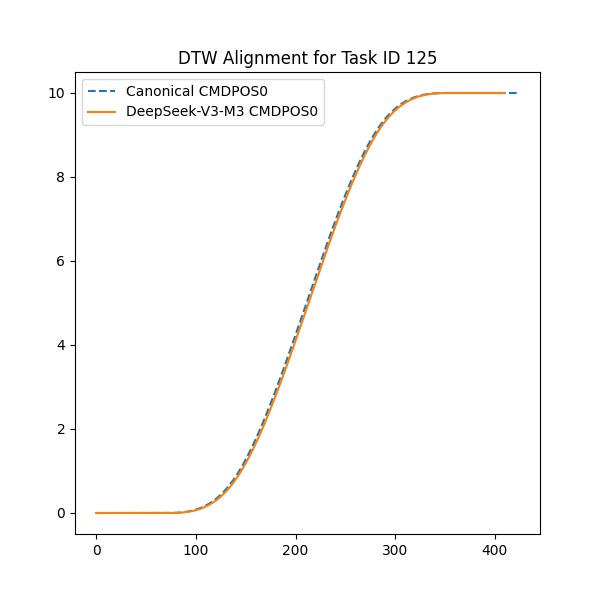 DTW Alignment for Task ID 125
Canonical CMDPOS0
DeepSeek-V3-M3 CMDPOS0
10
8
6
4
2
0
0 100 200 300 400